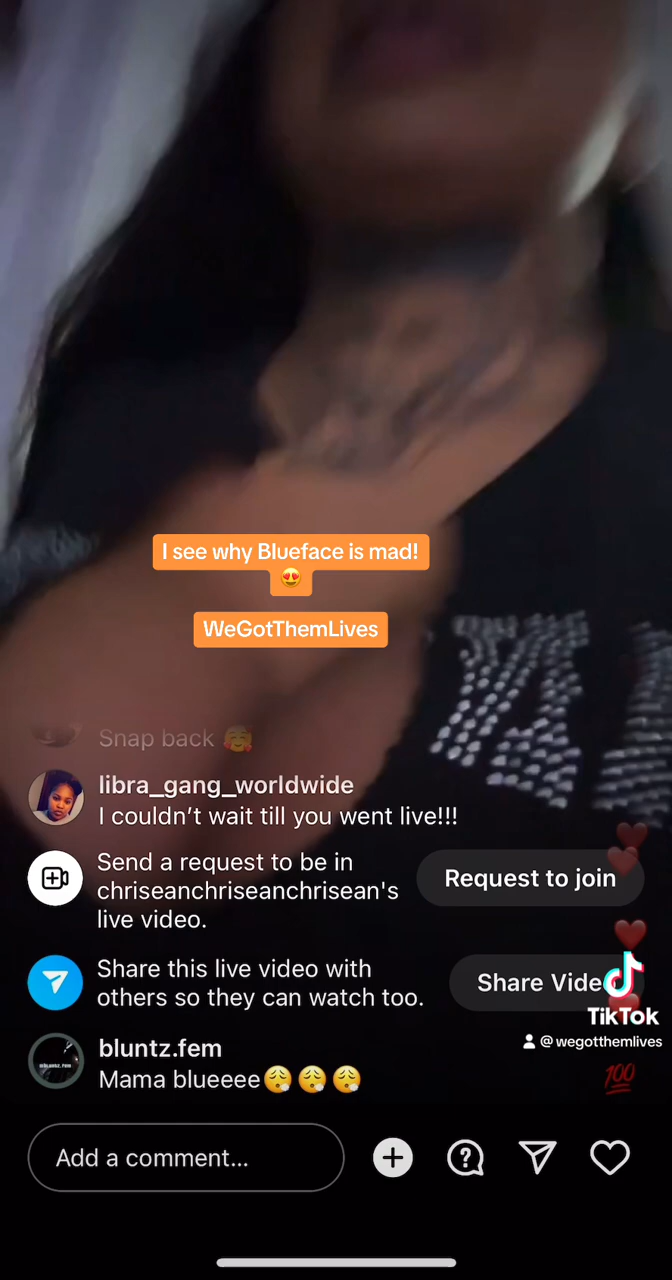 I see why Blueface is mad!
😍
WeGotThemLives
Snap back 🥰
libra_gang_worldwide
I couldn’t wait till you went live!!!
Send a request to be in
chriseanchriseanchrisean's
live video.
Request to join
Share this live video with
others so they can watch too.
Share Video
TikTok
@wegotthemlives
bluntz.fem
Mama blueeee😮‍💨😮‍💨😮‍💨
💯
Add a comment...